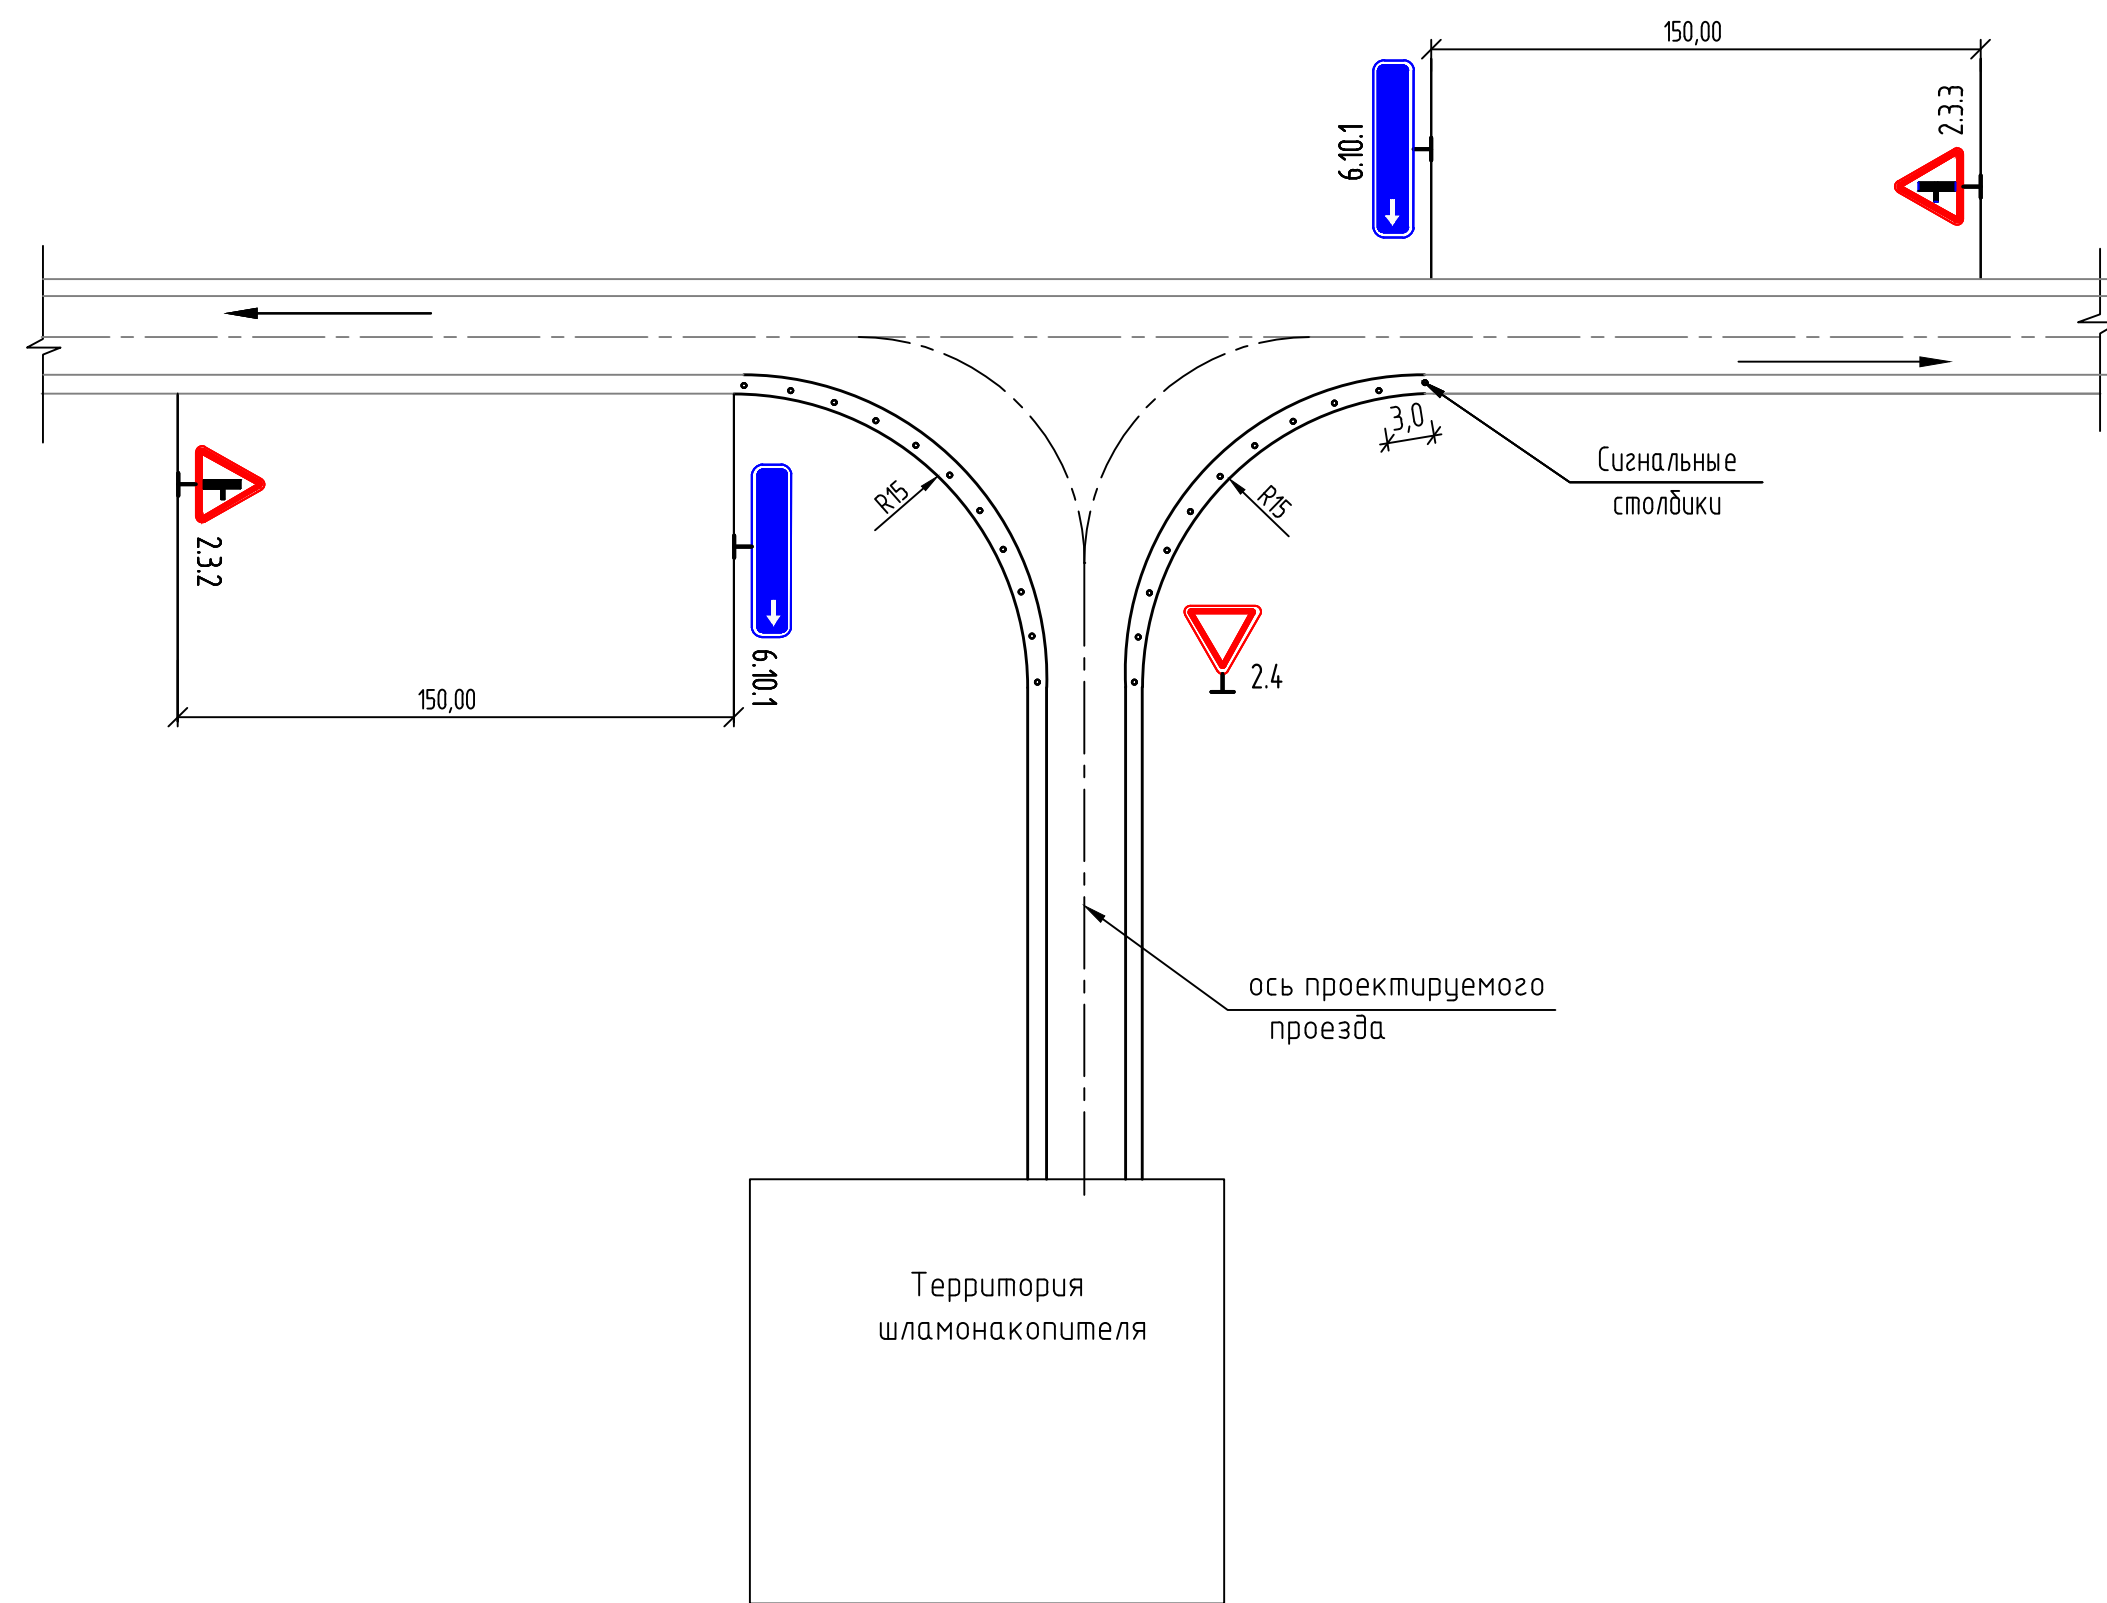 150,00
6.10.1
2.3.3
3,0
Сигнальные
столбики
R15
R15
2.3.2
6.10.1
2.4
150,00
ось проектируемого
проезда
Территория
шламонакопителя